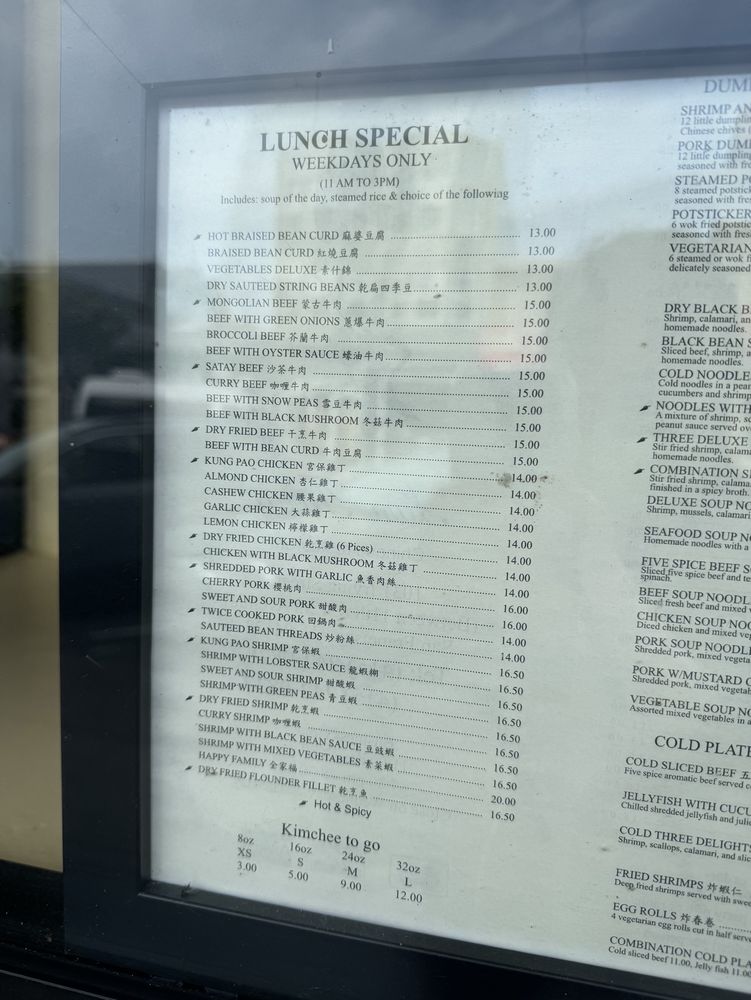 LUNCH SPECIAL
WEEKDAYS ONLY
(11 AM TO 3PM)
Includes: soup of the day, steamed rice & choice of the following
HOT BRAISED BEAN CURD 麻婆豆腐 13.00
BRAISED BEAN CURD 紅燒豆腐 13.00
VEGETABLES DELUXE 素什錦 13.00
DRY SAUTEED STRING BEANS 乾扁四季豆 13.00
MONGOLIAN BEEF 蒙古牛肉 15.00
BEEF WITH GREEN ONIONS 蔥爆牛肉 15.00
BROCCOLI BEEF 芥蘭牛肉 15.00
BEEF WITH OYSTER SAUCE 蠔油牛肉 15.00
SATAY BEEF 沙茶牛肉 15.00
CURRY BEEF 咖喱牛肉 15.00
BEEF WITH SNOW PEAS 雪豆牛肉 15.00
BEEF WITH BLACK MUSHROOM 冬菇牛肉 15.00
DRY FRIED BEEF 干烹牛肉 15.00
BEEF WITH BEAN CURD 牛肉豆腐 15.00
KUNG PAO CHICKEN 宮保雞丁 14.00
ALMOND CHICKEN 杏仁雞丁 14.00
CASHEW CHICKEN 腰果雞丁 14.00
GARLIC CHICKEN 大蒜雞丁 14.00
LEMON CHICKEN 檸檬雞丁 14.00
DRY FRIED CHICKEN 乾烹雞 (6 Pices) 14.00
CHICKEN WITH BLACK MUSHROOM 冬菇雞丁 14.00
SHREDDED PORK WITH GARLIC 魚香肉絲 14.00
CHERRY PORK 櫻桃肉 16.00
SWEET AND SOUR PORK 甜酸肉 16.00
TWICE COOKED PORK 回鍋肉 14.00
SAUTEED BEAN THREADS 炒粉絲 14.00
KUNG PAO SHRIMP 宮保蝦 16.50
SHRIMP WITH LOBSTER SAUCE 龍蝦糊 16.50
SWEET AND SOUR SHRIMP 甜酸蝦 16.50
SHRIMP WITH GREEN PEAS 青豆蝦 16.50
DRY FRIED SHRIMP 乾烹蝦 16.50
CURRY SHRIMP 咖喱蝦 16.50
SHRIMP WITH BLACK BEAN SAUCE 豆豉蝦 16.50
SHRIMP WITH MIXED VEGETABLES 素菜蝦 16.50
HAPPY FAMILY 全家福 20.00
DRY FRIED FLOUNDER FILLET 乾烹魚 16.50
Hot & Spicy
Kimchee to go
8oz 16oz 24oz 32oz
XS S M L
3.00 5.00 9.00 12.00
DUM
SHRIMP AN
12 little dumplin
Chinese chives
PORK DUM
12 little dumplin
seasoned with fre
STEAMED P
8 steamed potstic
seasoned with fre
POTSTICKER
6 wok fried potstic
seasoned with fres
VEGETARIAN
6 steamed or wok f
delicately seasoned
DRY BLACK B
Shrimp, calamari, an
homemade noodles.
BLACK BEAN S
Sliced beef, shrimp, a
homemade noodles.
COLD NOODLE
Cold noodles in a pea
cucumbers and shrimp
NOODLES WITH
A mixture of shrimp, s
peanut sauce served ov
THREE DELUXE
Stir fried shrimp, calama
homemade noodles.
COMBINATION S
Stir fried shrimp, calama
finished in a spicy broth.
DELUXE SOUP NO
Shrimp, mussels, calamari
SEAFOOD SOUP N
Homemade noodles with a
FIVE SPICE BEEF S
Sliced five spice beef and
spinach.
BEEF SOUP NOODL
Sliced fresh beef and mixed
CHICKEN SOUP NOO
Diced chicken and mixed ve
PORK SOUP NOODLE
Shredded pork, mixed vegeta
PORK W/MUSTARD
Shredded pork, mixed vegetab
VEGETABLE SOUP NO
Assorted mixed vegetables in a
COLD PLATE
COLD SLICED BEEF 五
Five spice aromatic beef served c
JELLYFISH WITH CUCU
Chilled shredded jellyfish and julie
COLD THREE DELIGHTS
Shrimp, scallops, calamari, and slic
FRIED SHRIMPS 炸蝦仁
Deep fried shrimps served with swee
EGG ROLLS 炸春卷
4 vegetarian egg rolls cut in half serve
COMBINATION COLD PLA
Cold sliced beef 11.00, Jelly fish 11.00